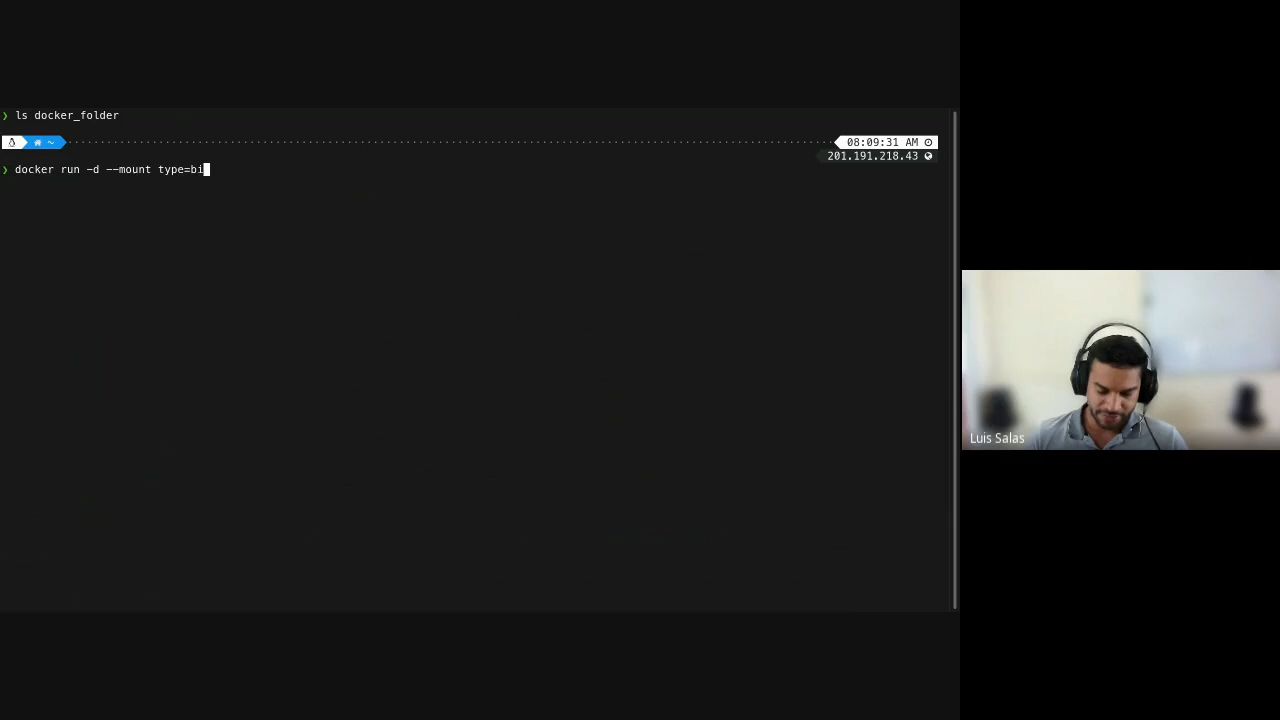 ❯ ls docker_folder
~ 08:09:31 AM
201.191.218.43
❯ docker run -d --mount type=bi
Luis Salas